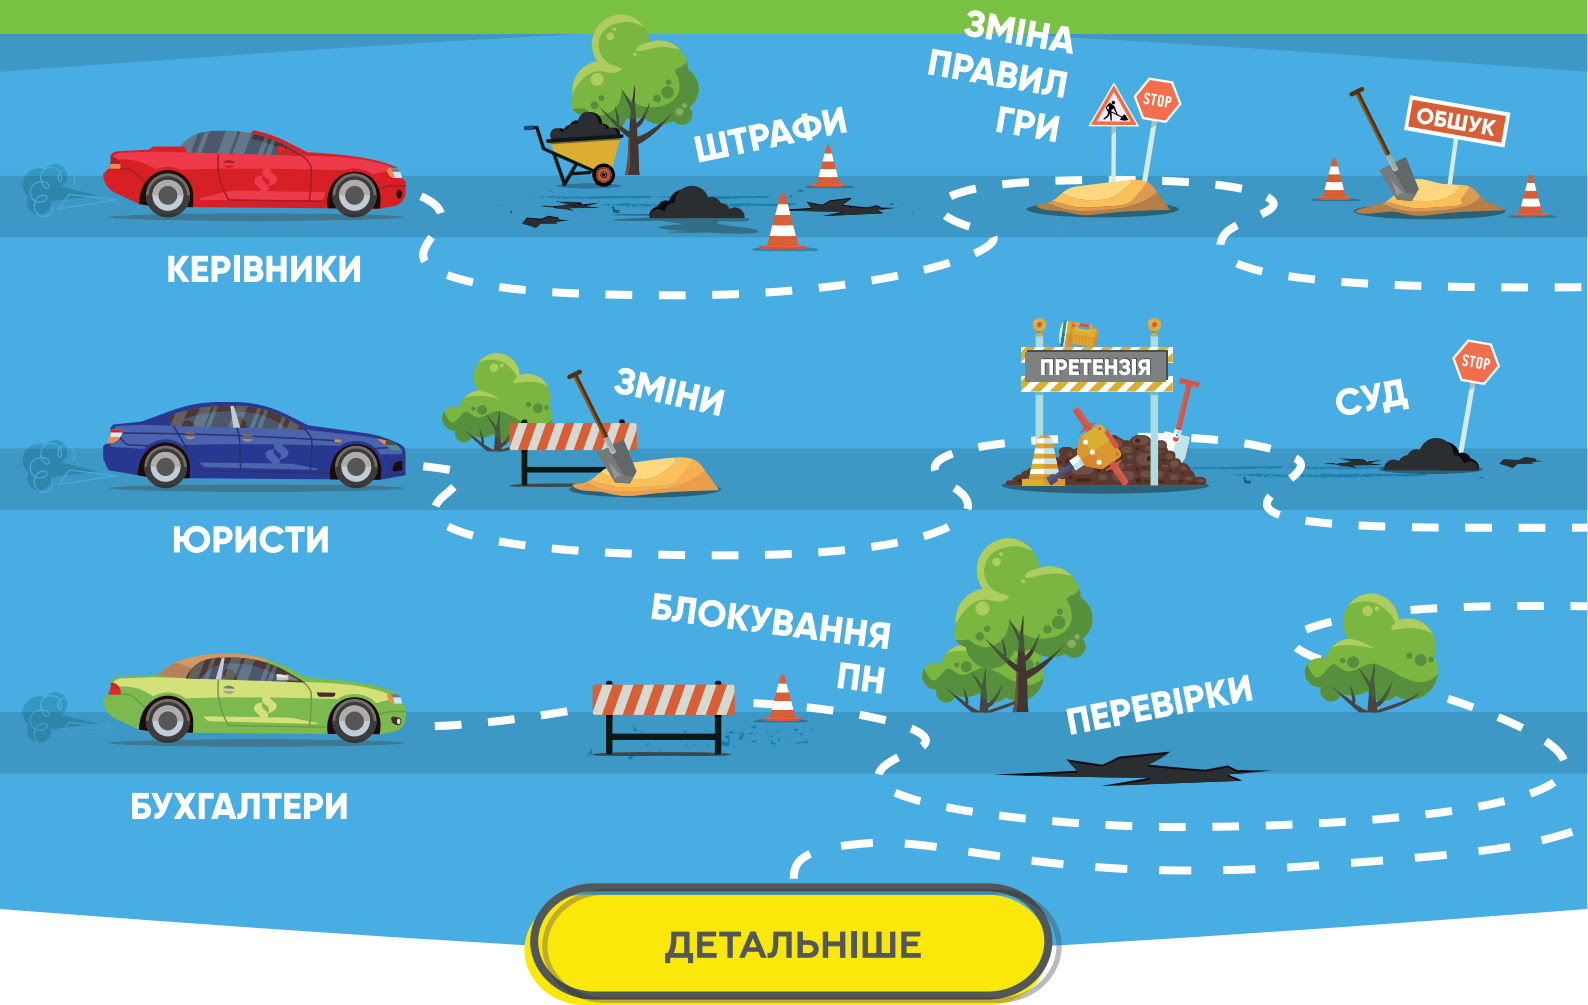 ЗМІНА
ПРАВИЛ
ГРИ
STOP
ШТРАФИ
ОБШУК
КЕРІВНИКИ
ПРЕТЕНЗІЯ
STOP
ЗМІНИ
СУД
ЮРИСТИ
БЛОКУВАННЯ
ПН
ПЕРЕВІРКИ
БУХГАЛТЕРИ
ДЕТАЛЬНІШЕ